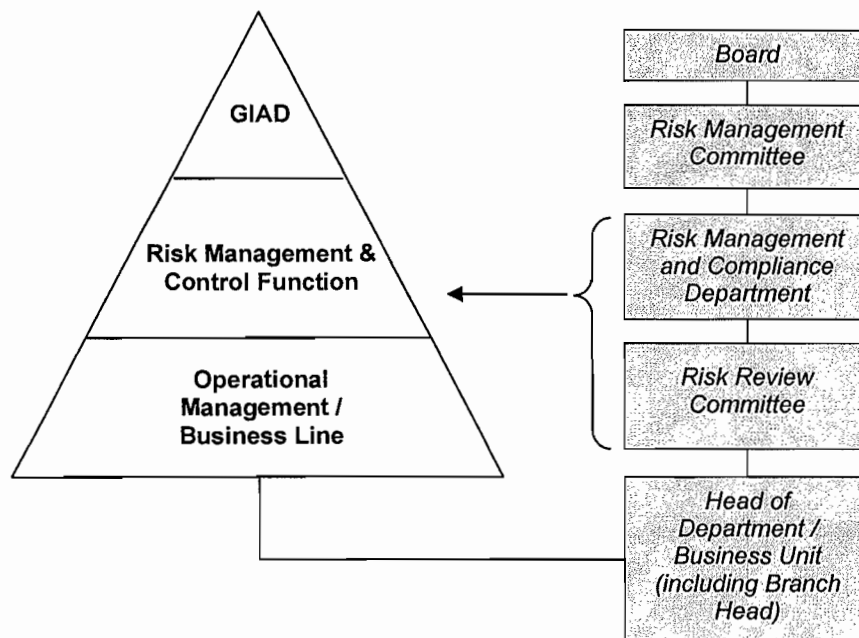 GIAD
Risk Management &
Control Function
Operational
Management /
Business Line
Board
Risk Management
Committee
Risk Management
and Compliance
Department
Risk Review
Committee
Head of
Department /
Business Unit
(including Branch
Head)